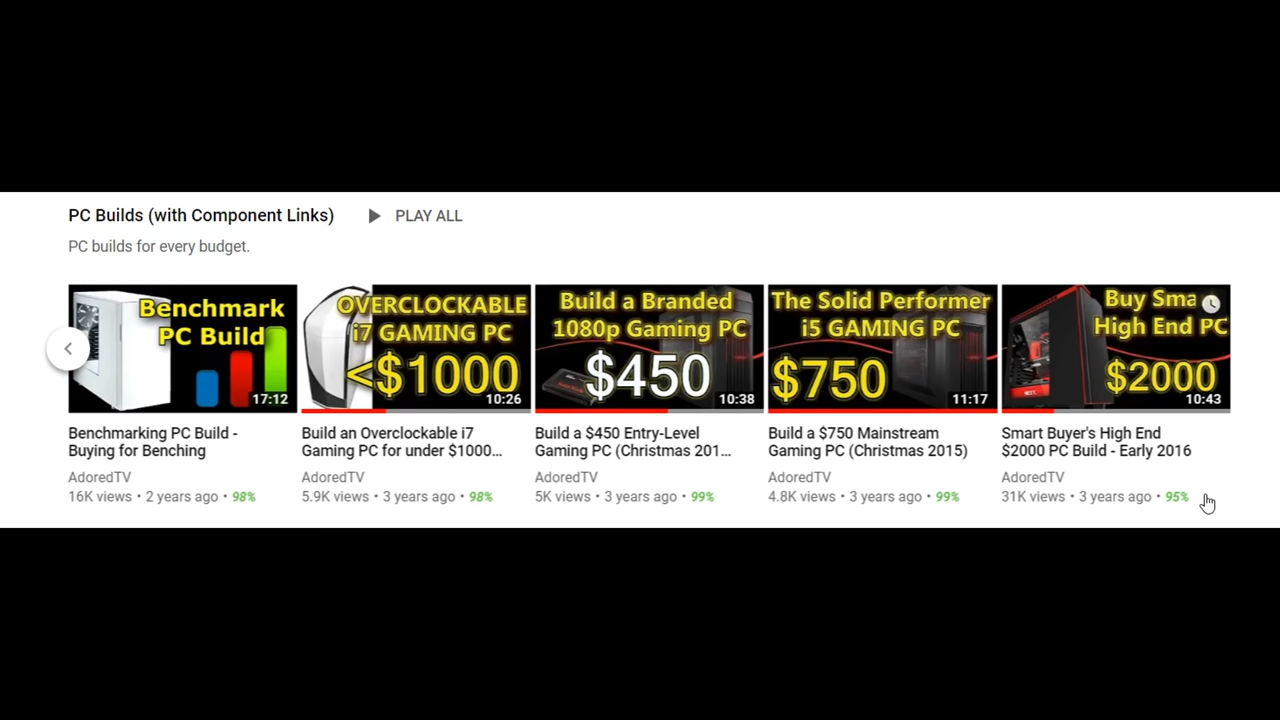 PC Builds (with Component Links)
PLAY ALL
PC builds for every budget.
Benchmark
PC Build
17:12
Benchmarking PC Build -
Buying for Benching
AdoredTV
16K views • 2 years ago • 98%
OVERCLOCKABLE
i7 GAMING PC
<$1000
10:26
Build an Overclockable i7
Gaming PC for under $1000...
AdoredTV
5.9K views • 3 years ago • 98%
Build a Branded
1080p Gaming PC
$450
10:38
Build a $450 Entry-Level
Gaming PC (Christmas 201...
AdoredTV
5K views • 3 years ago • 99%
The Solid Performer
i5 GAMING PC
$750
11:17
Build a $750 Mainstream
Gaming PC (Christmas 2015)
AdoredTV
4.8K views • 3 years ago • 99%
Buy Sma
High End PC
$2000
10:43
Smart Buyer's High End
$2000 PC Build - Early 2016
AdoredTV
31K views • 3 years ago • 95%